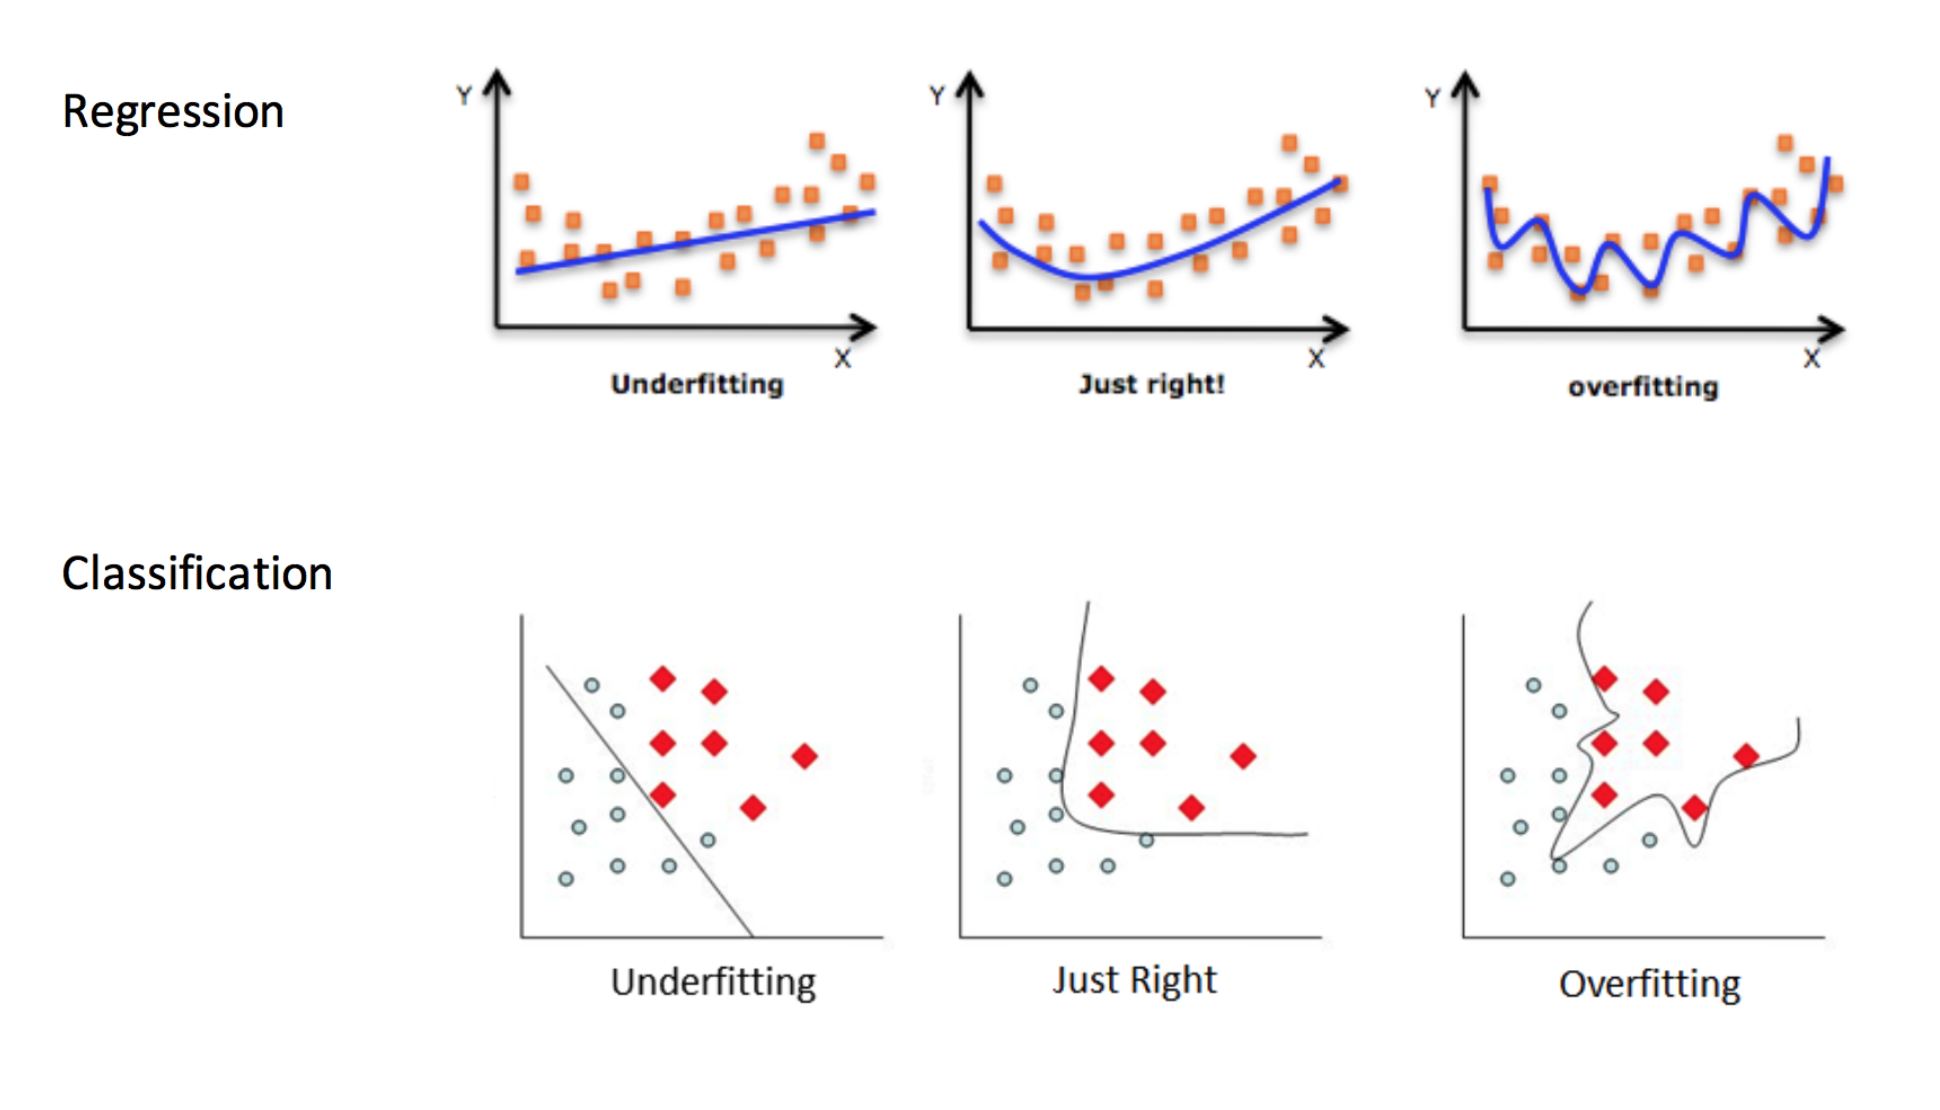 Regression
Y
X
Underfitting
Y
X
Just right!
Y
X
overfitting
Classification
Underfitting
Just Right
Overfitting